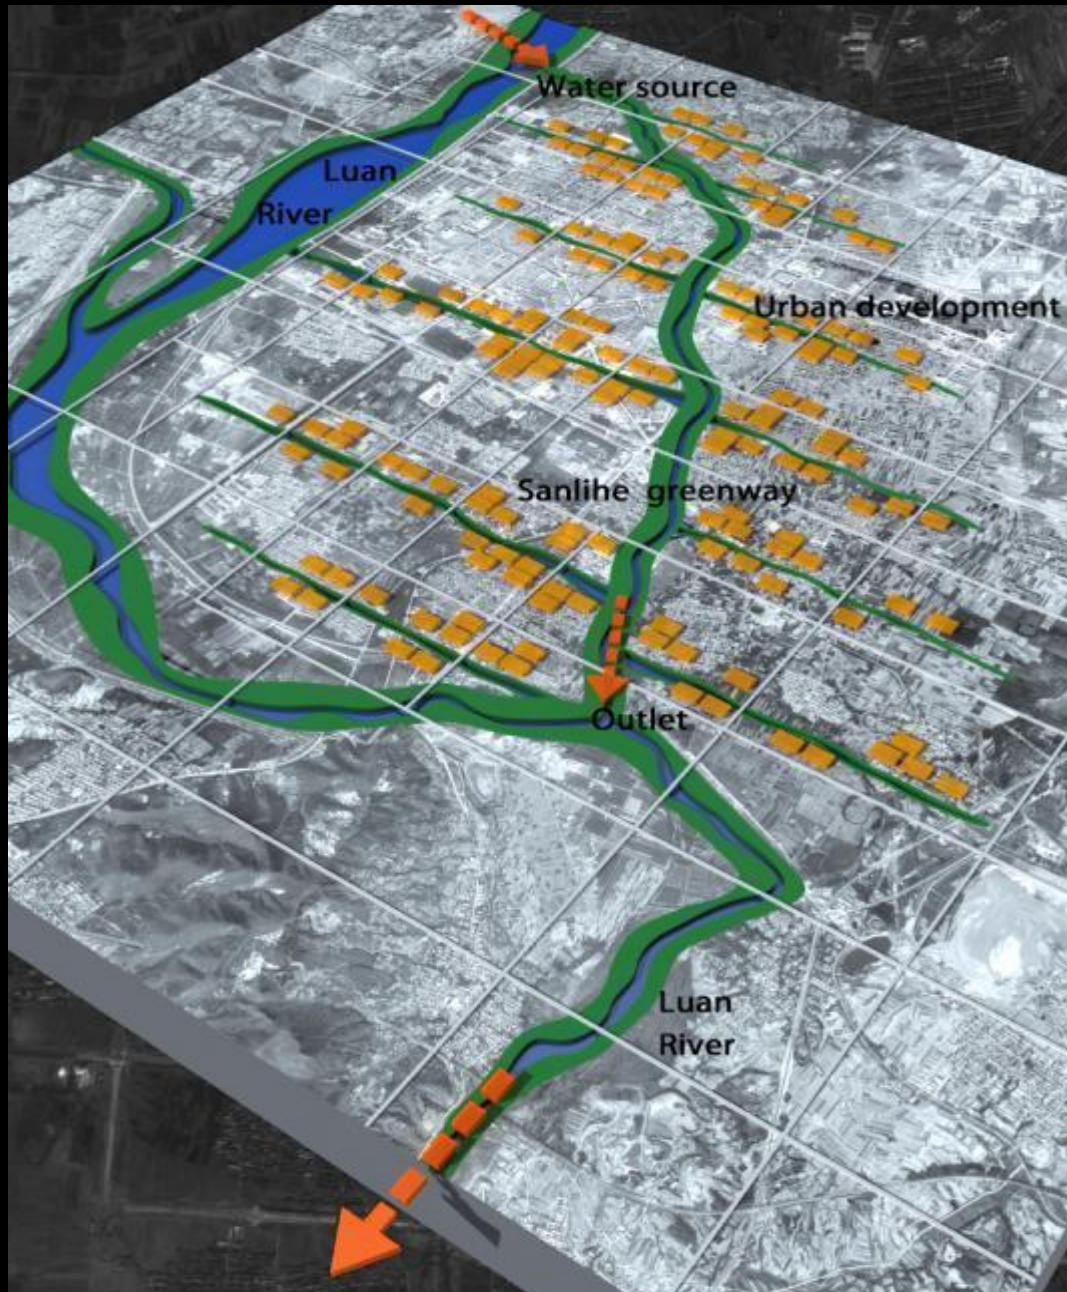 Water source
Luan
River
Urban development
Sanlihe greenway
Outlet
Luan
River